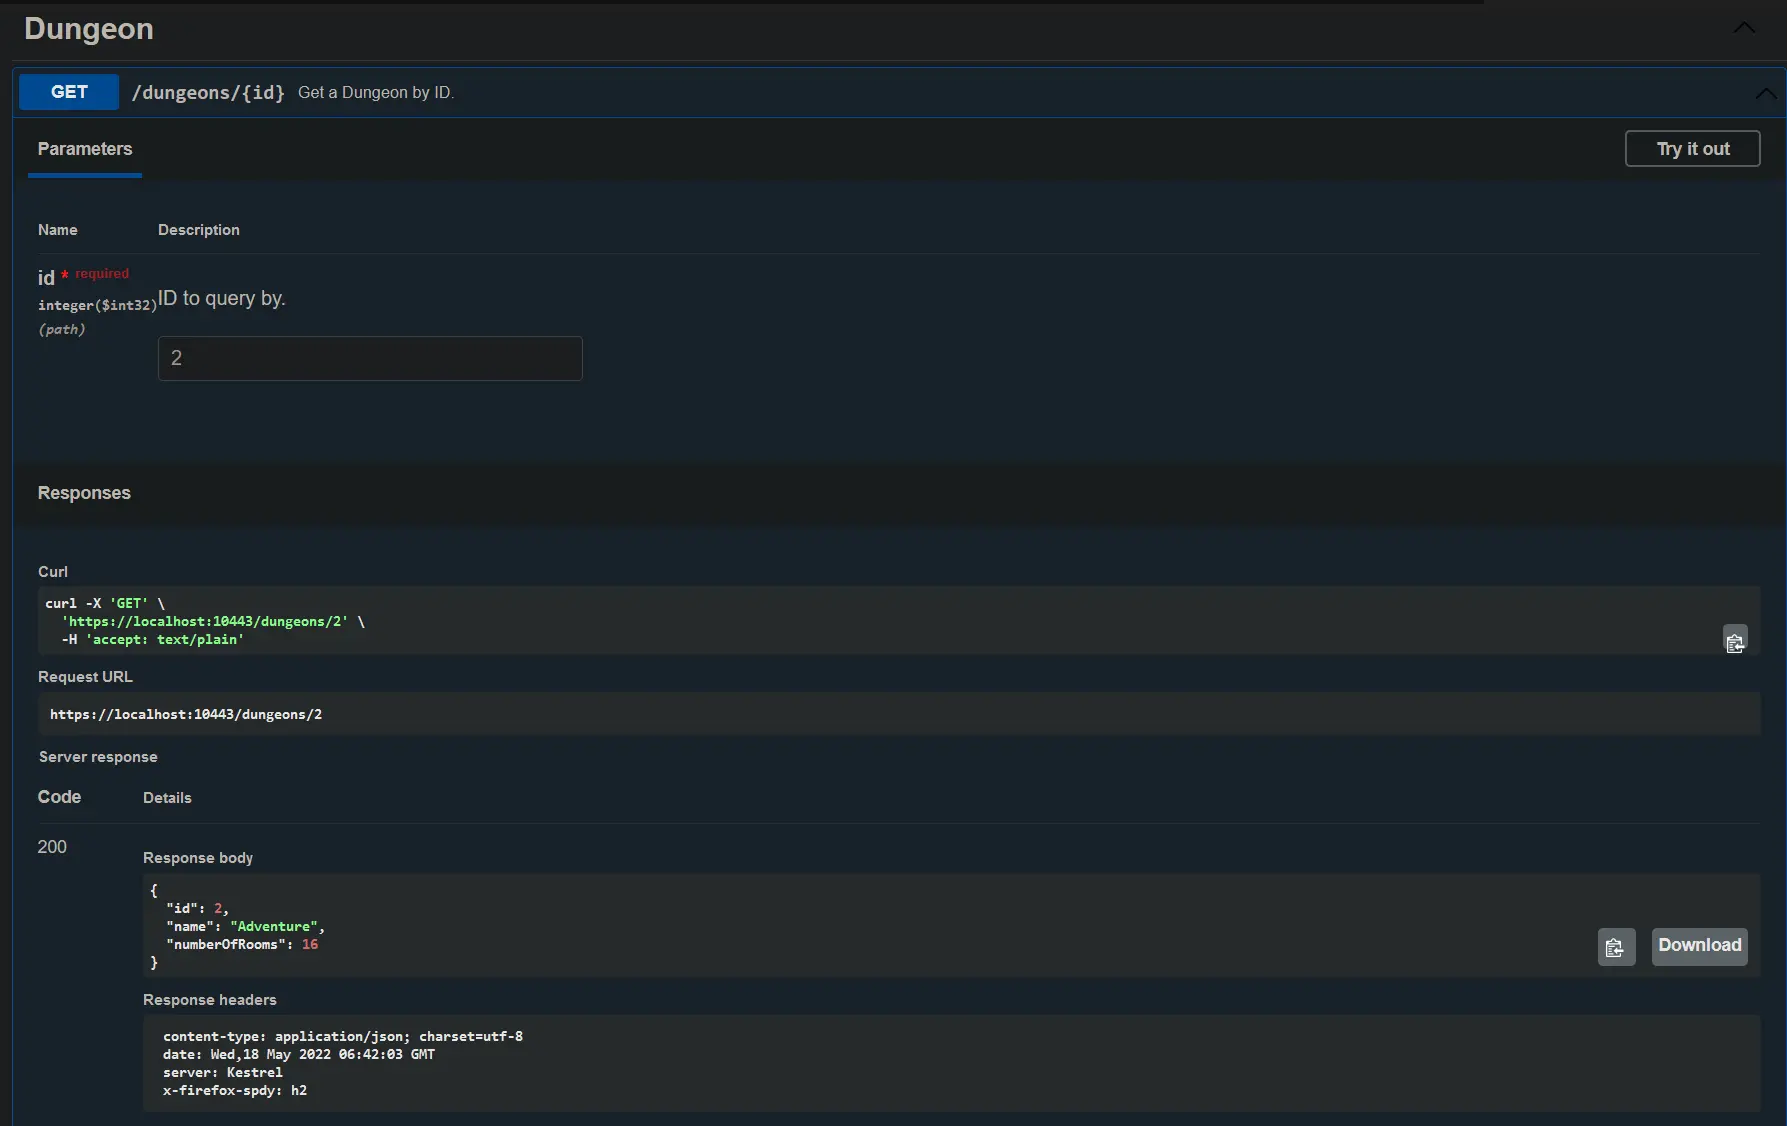 Dungeon
GET /dungeons/{id} Get a Dungeon by ID.
Parameters
Try it out
Name Description
id * required
integer($int32)
(path)
ID to query by.
2
Responses
Curl
curl -X 'GET' \
  'https://localhost:10443/dungeons/2' \
  -H 'accept: text/plain'
Request URL
https://localhost:10443/dungeons/2
Server response
Code Details
200
Response body
{
  "id": 2,
  "name": "Adventure",
  "numberOfRooms": 16
}
Download
Response headers
content-type: application/json; charset=utf-8
date: Wed,18 May 2022 06:42:03 GMT
server: Kestrel
x-firefox-spdy: h2